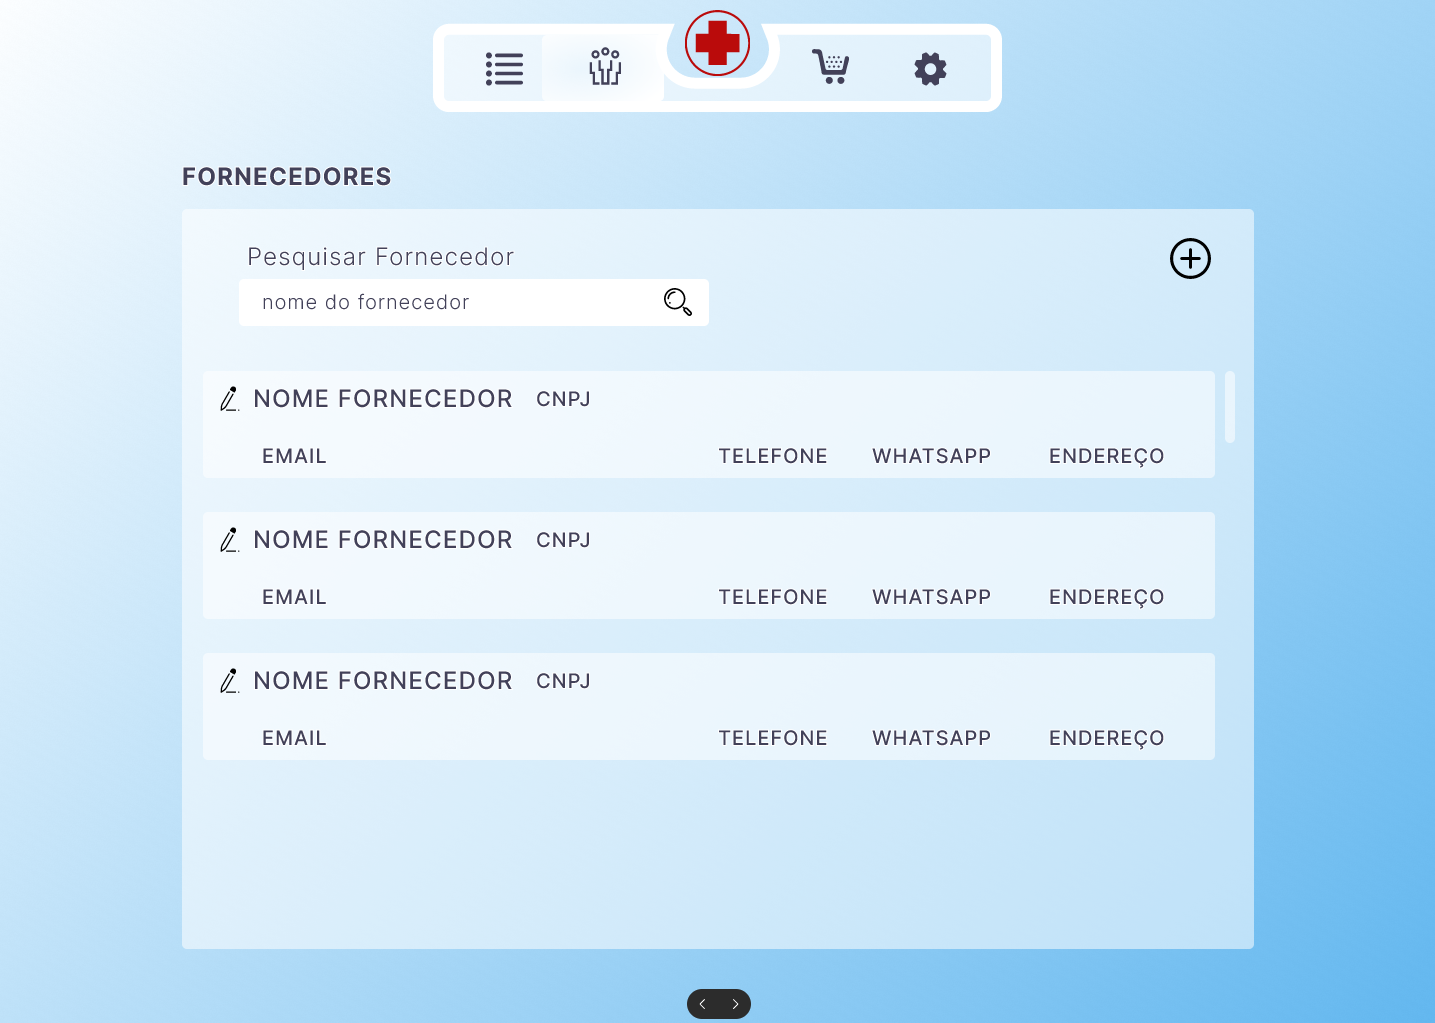 FORNECEDORES
Pesquisar Fornecedor
nome do fornecedor
NOME FORNECEDOR CNPJ
EMAIL TELEFONE WHATSAPP ENDEREÇO
NOME FORNECEDOR CNPJ
EMAIL TELEFONE WHATSAPP ENDEREÇO
NOME FORNECEDOR CNPJ
EMAIL TELEFONE WHATSAPP ENDEREÇO